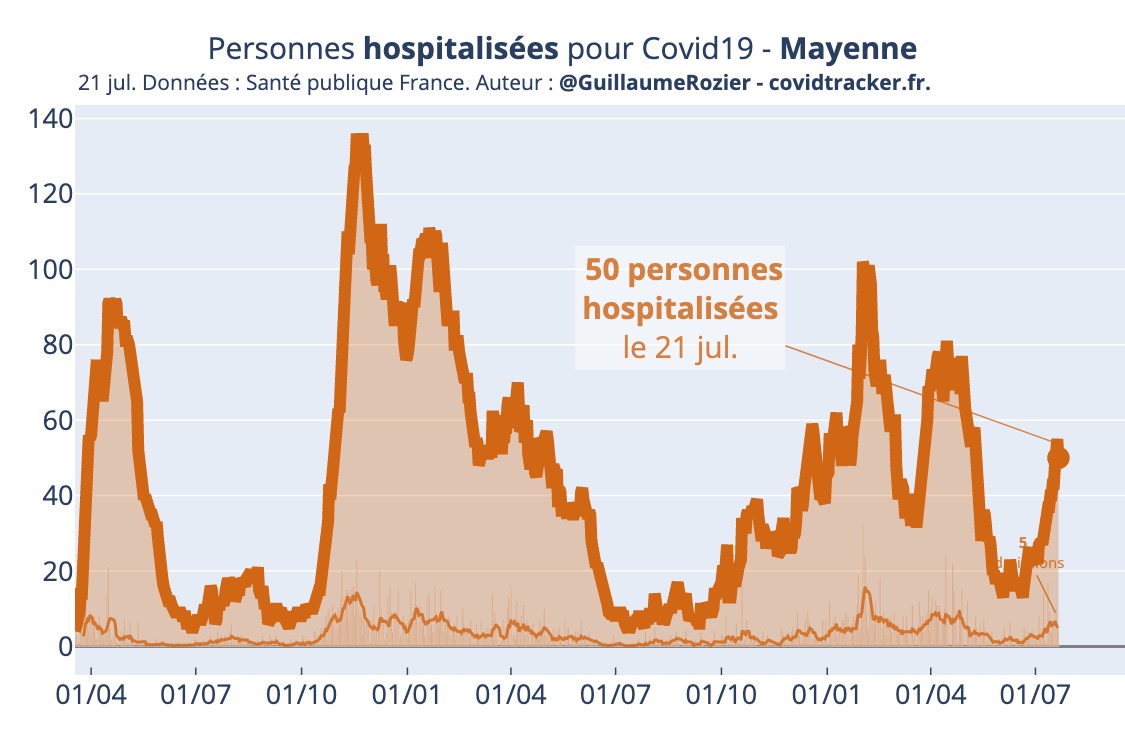 Personnes hospitalisées pour Covid19 - Mayenne
21 jul. Données : Santé publique France. Auteur : @GuillaumeRozier - covidtracker.fr.
140
120
100
80
60
40
20
0
50 personnes
hospitalisées
le 21 jul.
5
01/04 01/07 01/10 01/01 01/04 01/07 01/10 01/01 01/04 01/07